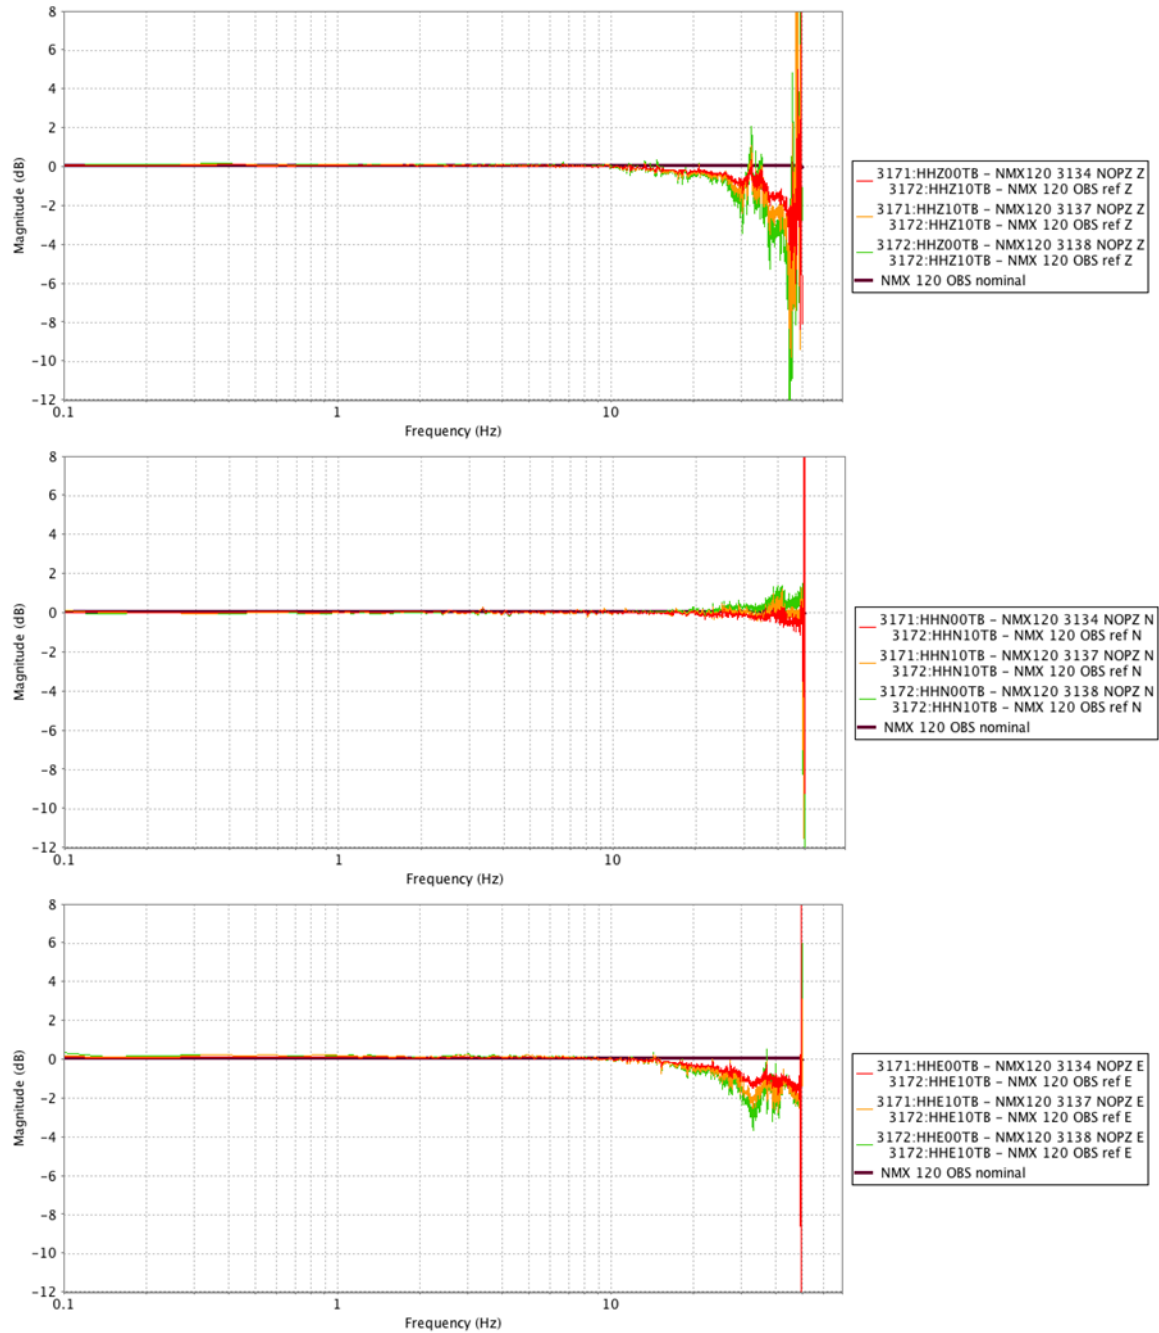 8
6
4
2
0
-2
-4
-6
-8
-10
-12
Magnitude (dB)
0.1
1
10
Frequency (Hz)
3171:HHZ00TB - NMX120 3134 NOPZ Z
3172:HHZ10TB - NMX 120 OBS ref Z
3171:HHZ10TB - NMX120 3137 NOPZ Z
3172:HHZ10TB - NMX 120 OBS ref Z
3172:HHZ00TB - NMX120 3138 NOPZ Z
3172:HHZ10TB - NMX 120 OBS ref Z
NMX 120 OBS nominal
8
6
4
2
0
-2
-4
-6
-8
-10
-12
Magnitude (dB)
0.1
1
10
Frequency (Hz)
3171:HHN00TB - NMX120 3134 NOPZ N
3172:HHN10TB - NMX 120 OBS ref N
3171:HHN10TB - NMX120 3137 NOPZ N
3172:HHN10TB - NMX 120 OBS ref N
3172:HHN00TB - NMX120 3138 NOPZ N
3172:HHN10TB - NMX 120 OBS ref N
NMX 120 OBS nominal
8
6
4
2
0
-2
-4
-6
-8
-10
-12
Magnitude (dB)
0.1
1
10
Frequency (Hz)
3171:HHE00TB - NMX120 3134 NOPZ E
3172:HHE10TB - NMX 120 OBS ref E
3171:HHE10TB - NMX120 3137 NOPZ E
3172:HHE10TB - NMX 120 OBS ref E
3172:HHE00TB - NMX120 3138 NOPZ E
3172:HHE10TB - NMX 120 OBS ref E
NMX 120 OBS nominal